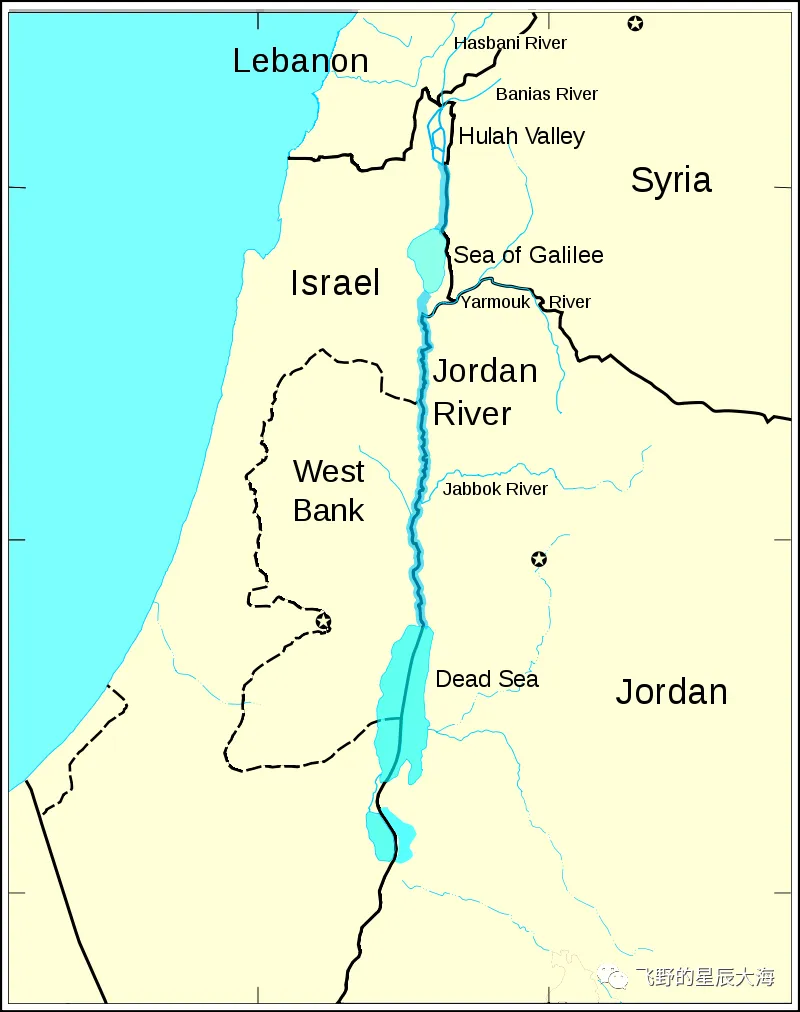 Hasbani River
Lebanon
Banias River
Hulah Valley
Syria
Sea of Galilee
Israel
Yarmouk River
Jordan
River
West
Bank
Jabbok River
Dead Sea
Jordan
飞野的星辰大海